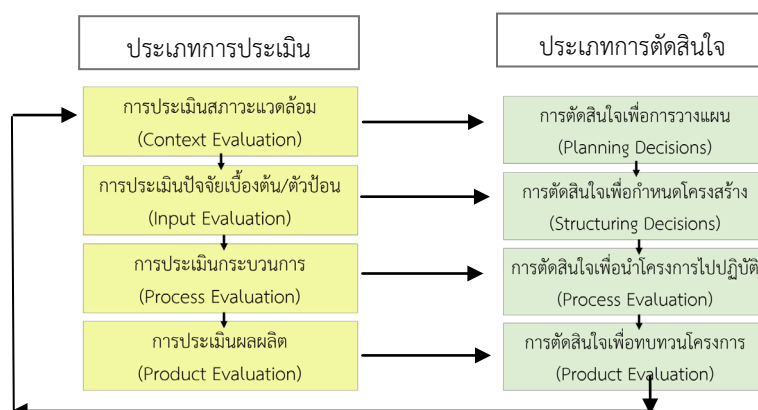 ประเภทการประเมิน
ประเภทการตัดสินใจ
การประเมินสภาวะแวดล้อม
(Context Evaluation)
การตัดสินใจเพื่อการวางแผน
(Planning Decisions)
การประเมินปัจจัยเบื้องต้น/ตัวป้อน
(Input Evaluation)
การตัดสินใจเพื่อกำหนดโครงสร้าง
(Structuring Decisions)
การประเมินกระบวนการ
(Process Evaluation)
การตัดสินใจเพื่อนำโครงการไปปฏิบัติ
(Process Evaluation)
การประเมินผลผลิต
(Product Evaluation)
การตัดสินใจเพื่อทบทวนโครงการ
(Product Evaluation)